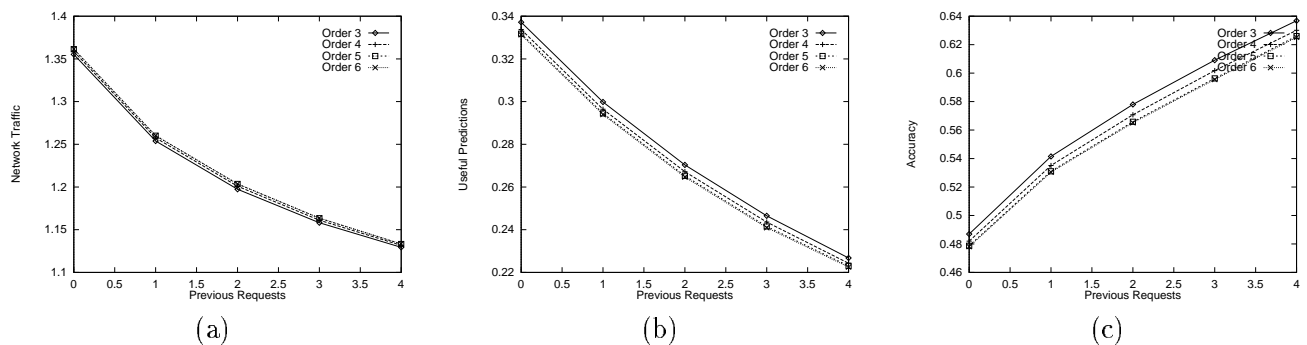 1.4
1.35
1.3
1.25
1.2
1.15
1.1
Network Traffic
0 0.5 1 1.5 2 2.5 3 3.5 4
Previous Requests
Order 3
Order 4
Order 5
Order 6
(a)
0.34
0.32
0.3
0.28
0.26
0.24
0.22
Useful Predictions
0 0.5 1 1.5 2 2.5 3 3.5 4
Previous Requests
Order 3
Order 4
Order 5
Order 6
(b)
0.64
0.62
0.6
0.58
0.56
0.54
0.52
0.5
0.48
0.46
Accuracy
0 0.5 1 1.5 2 2.5 3 3.5 4
Previous Requests
Order 3
Order 4
Order 5
Order 6
(c)